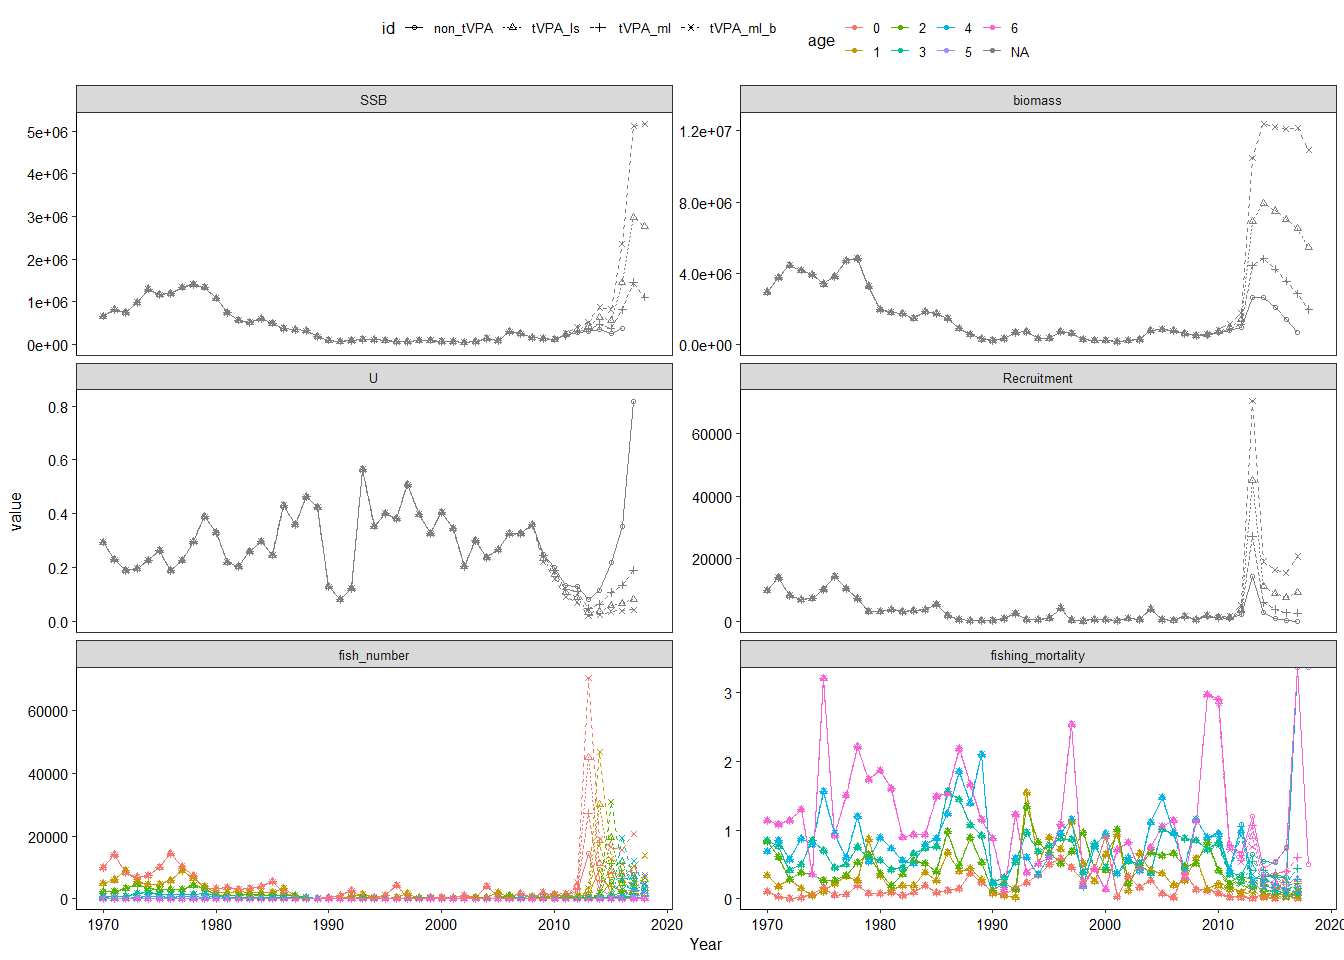 id non_tVPA tVPA_ls tVPA_ml tVPA_ml_b age 0 2 4 6
1 3 5 NA
SSB biomass
5e+06
4e+06
3e+06
2e+06
1e+06
0e+00
1.2e+07
8.0e+06
4.0e+06
0.0e+00
U Recruitment
0.8
0.6
0.4
0.2
0.0
60000
40000
20000
0
value
fish_number fishing_mortality
60000
40000
20000
0
3
2
1
0
1970 1980 1990 2000 2010 2020 1970 1980 1990 2000 2010 2020
Year